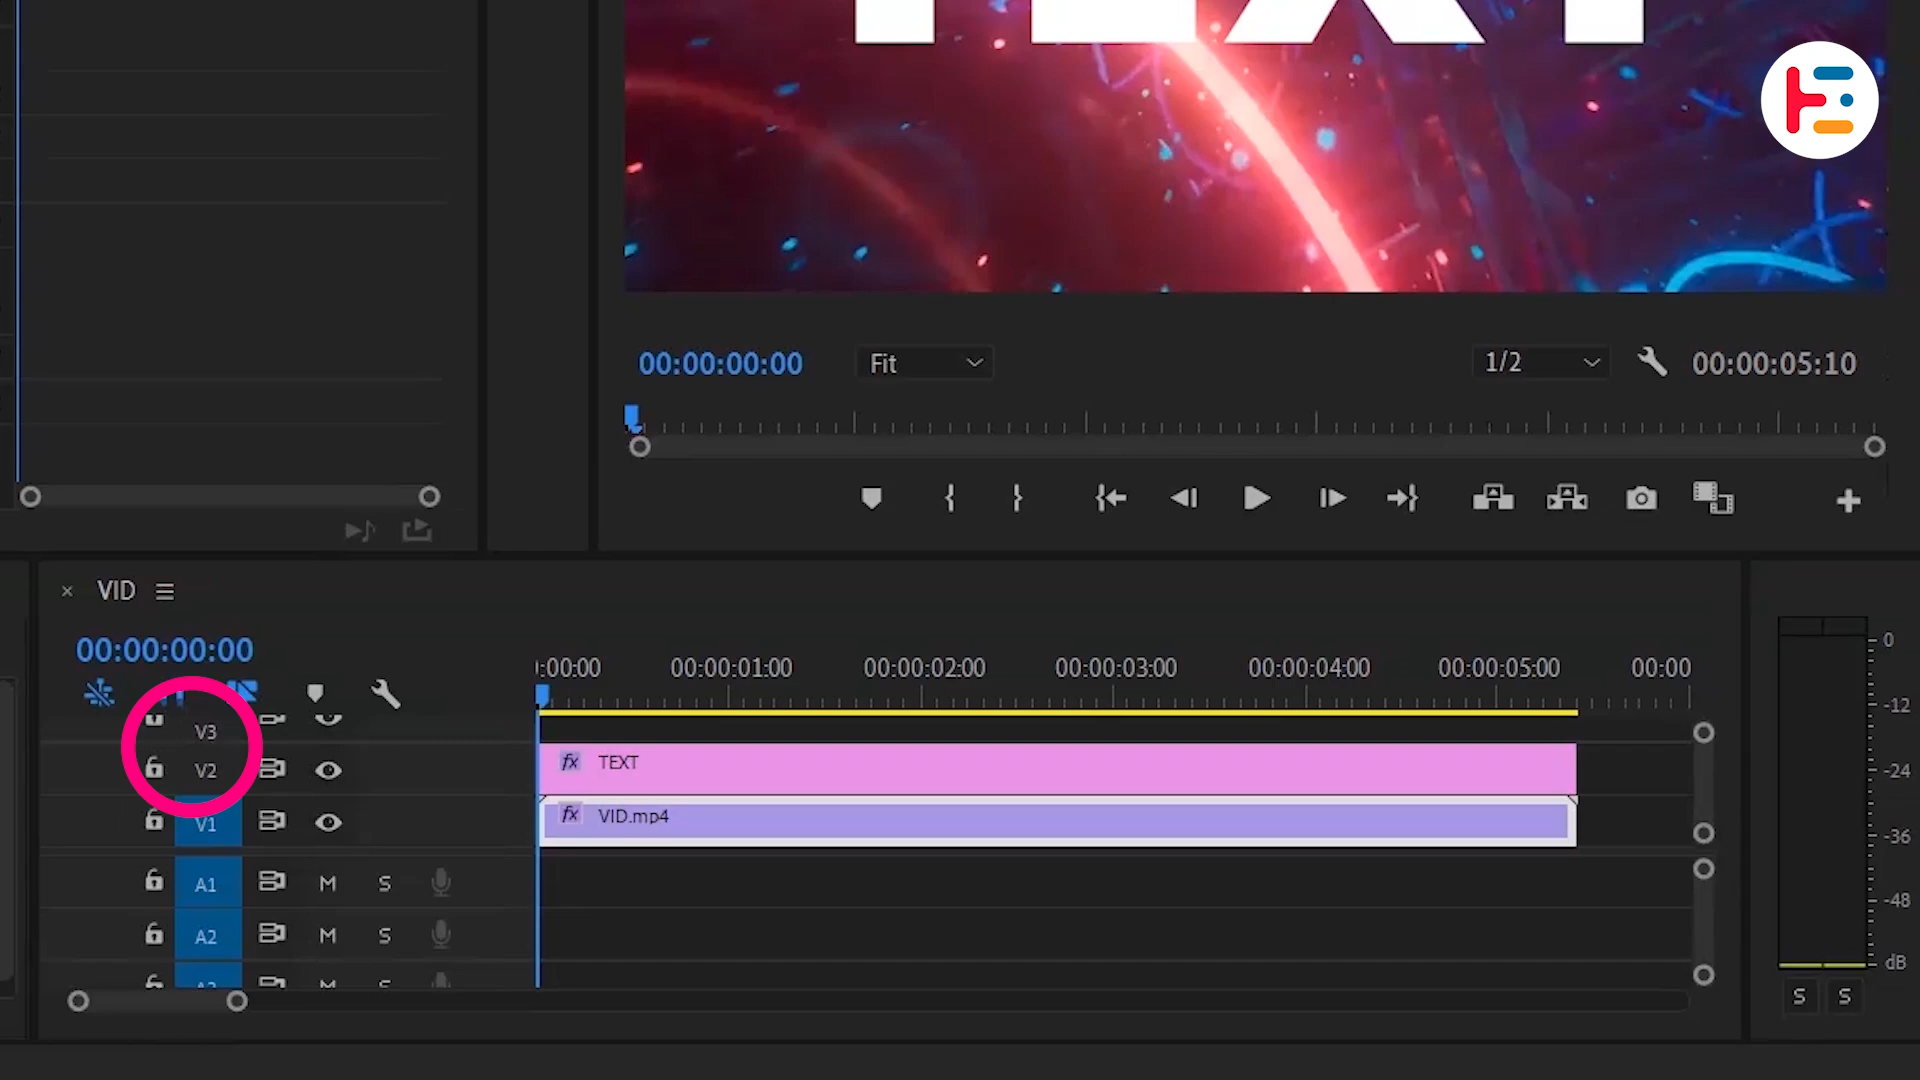 TEXT
00:00:00:00
Fit
1/2
00:00:05:10
VID
00:00:00:00
:00:00
00:00:01:00
00:00:02:00
00:00:03:00
00:00:04:00
00:00:05:00
00:00
V3
V2
fx TEXT
V1
fx VID.mp4
A1 M S
A2 M S
0
-12
-24
-36
-48
dB
S S